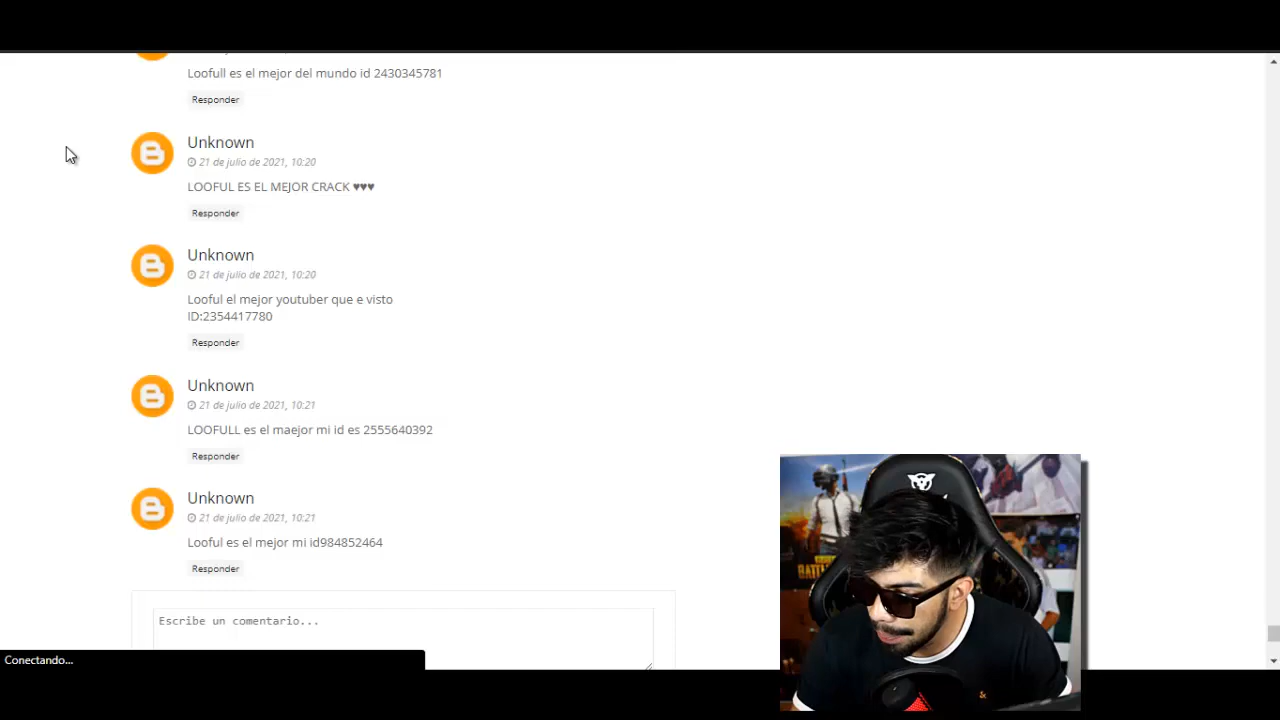 Loofull es el mejor del mundo id 2430345781
Responder
Unknown
21 de julio de 2021, 10:20
LOOFUL ES EL MEJOR CRACK ♥♥♥
Responder
Unknown
21 de julio de 2021, 10:20
Looful el mejor youtuber que e visto
ID:2354417780
Responder
Unknown
21 de julio de 2021, 10:21
LOOFULL es el maejor mi id es 2555640392
Responder
Unknown
21 de julio de 2021, 10:21
Looful es el mejor mi id984852464
Responder
Escribe un comentario...
Conectando...